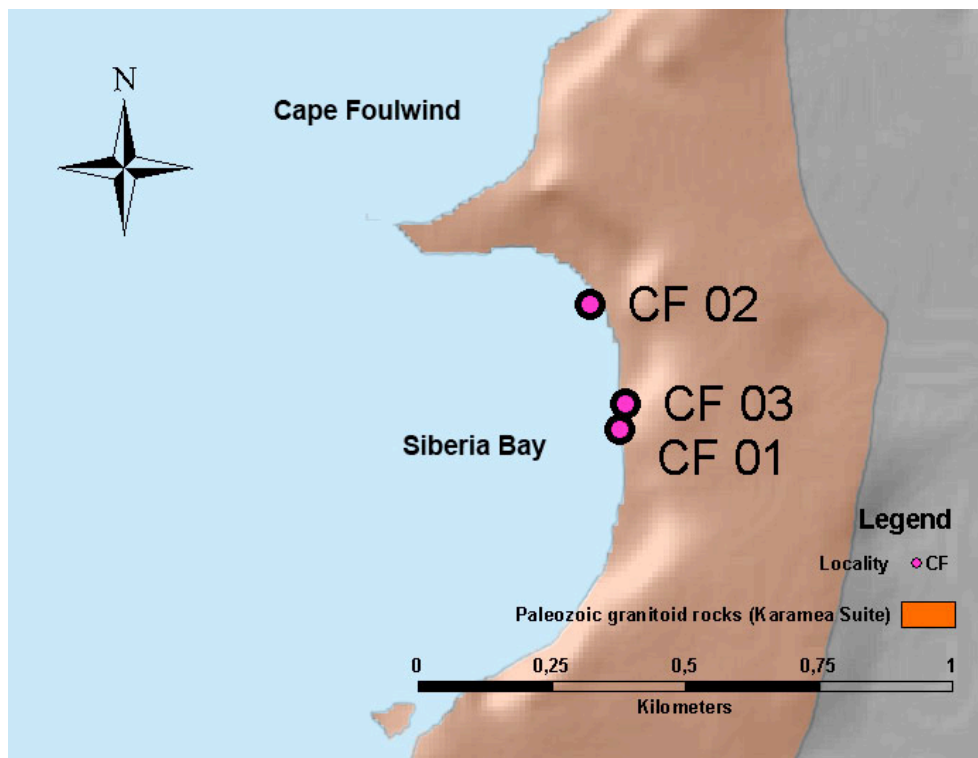 N
Cape Foulwind
CF 02
CF 03
Siberia Bay
CF 01
Legend
Locality CF
Paleozoic granitoid rocks (Karamea Suite)
0 0,25 0,5 0,75 1
Kilometers